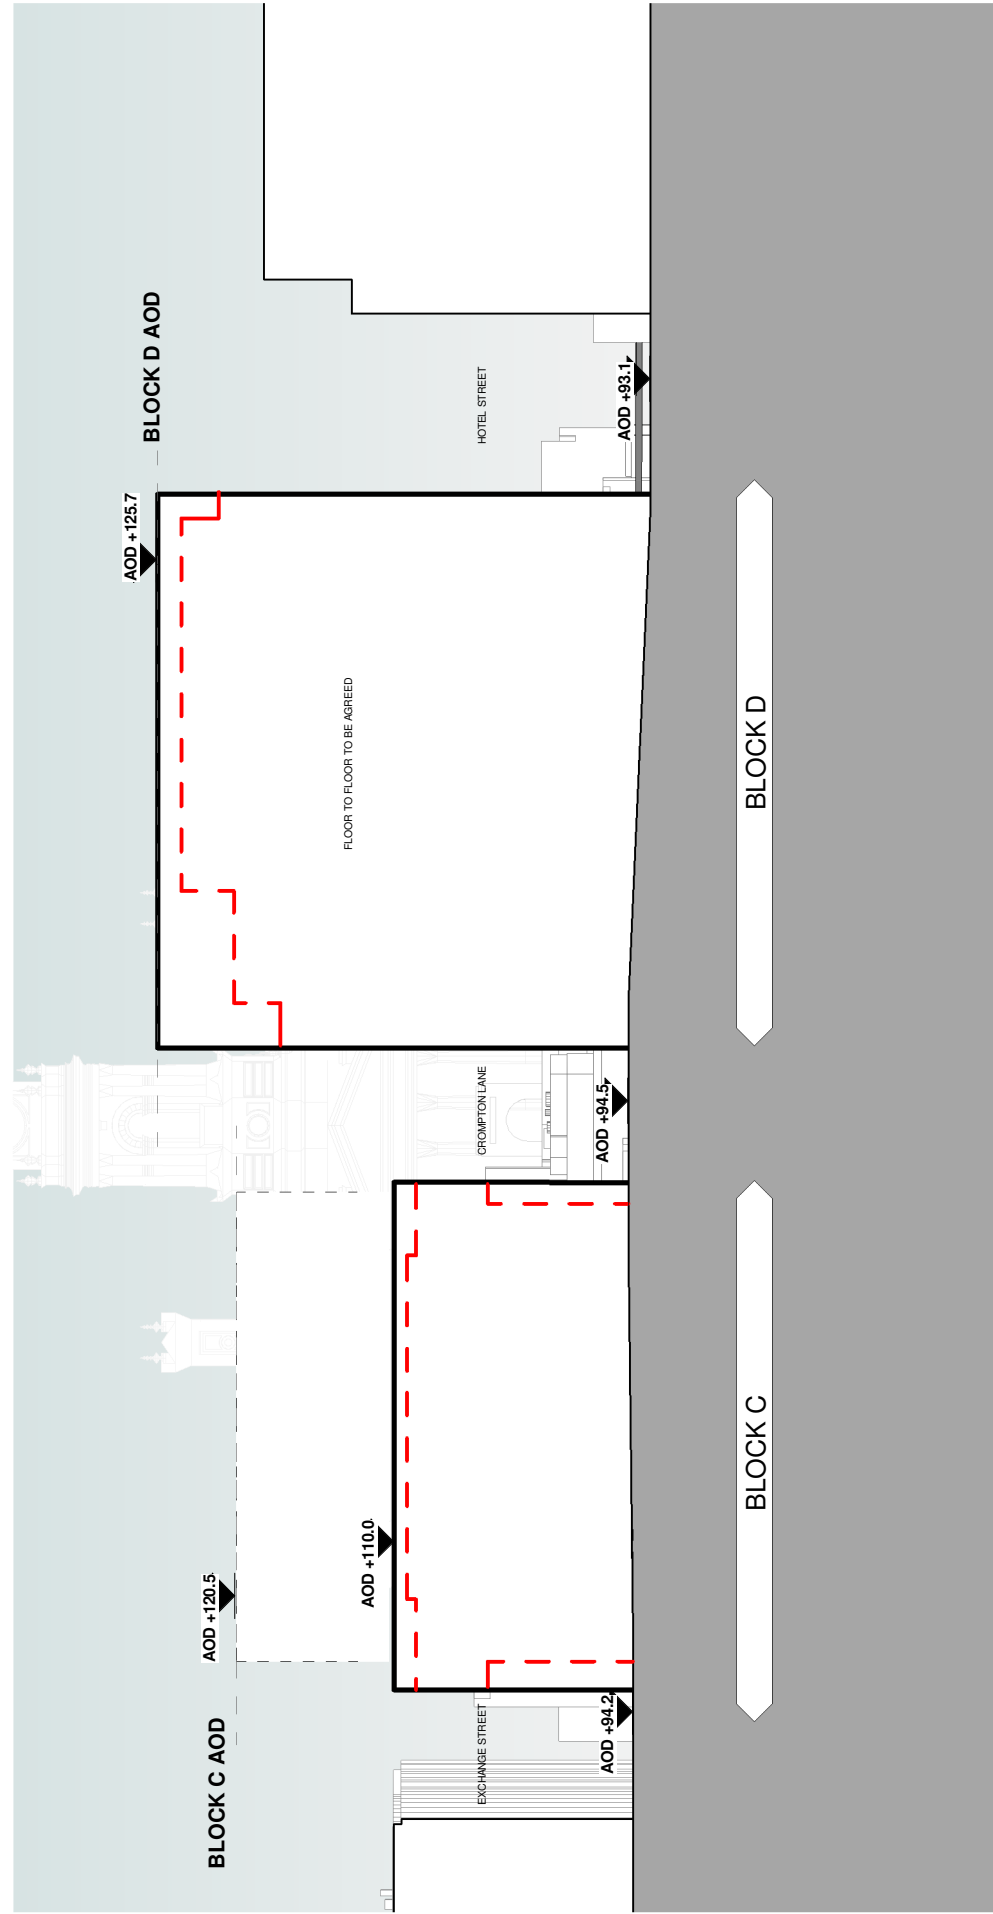 BLOCK C AOD
AOD +120.5
AOD +110.0
BLOCK D AOD
AOD +125.7
FLOOR TO FLOOR TO BE AGREED
EXCHANGE STREET
CROMPTON LANE
HOTEL STREET
AOD +94.2
AOD +94.5
AOD +93.1
BLOCK C
BLOCK D